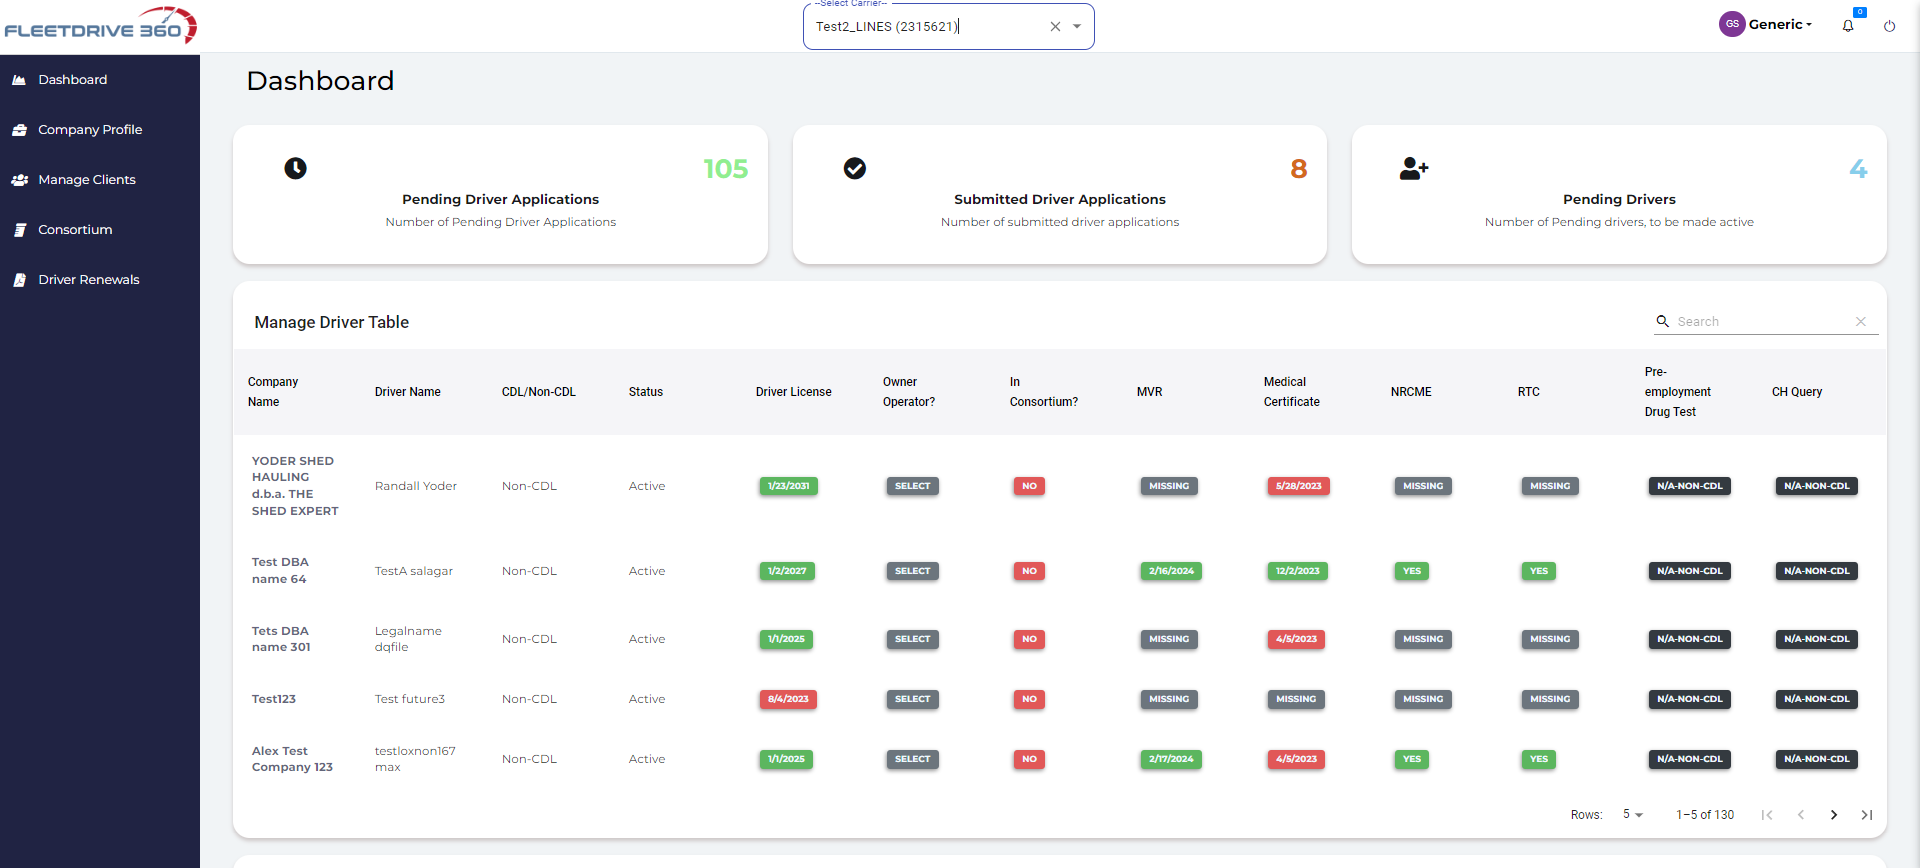 FLEETDRIVE 360
--Select Carrier--
Test2_LINES (2315621)
GS Generic
0
Dashboard
Company Profile
Manage Clients
Consortium
Driver Renewals
Dashboard
105
Pending Driver Applications
Number of Pending Driver Applications
8
Submitted Driver Applications
Number of submitted driver applications
4
Pending Drivers
Number of Pending drivers, to be made active
Manage Driver Table
Search
Company
Name
Driver Name
CDL/Non-CDL
Status
Driver License
Owner
Operator?
In
Consortium?
MVR
Medical
Certificate
NRCME
RTC
Pre-
employment
Drug Test
CH Query
YODER SHED
HAULING
d.b.a. THE
SHED EXPERT
Randall Yoder
Non-CDL
Active
1/23/2031
SELECT
NO
MISSING
5/28/2023
MISSING
MISSING
N/A-NON-CDL
N/A-NON-CDL
Test DBA
name 64
TestA salagar
Non-CDL
Active
1/2/2027
SELECT
NO
2/16/2024
12/2/2023
YES
YES
N/A-NON-CDL
N/A-NON-CDL
Tets DBA
name 301
Legalname
dqfile
Non-CDL
Active
1/1/2025
SELECT
NO
MISSING
4/5/2023
MISSING
MISSING
N/A-NON-CDL
N/A-NON-CDL
Test123
Test future3
Non-CDL
Active
8/4/2023
SELECT
NO
MISSING
MISSING
MISSING
MISSING
N/A-NON-CDL
N/A-NON-CDL
Alex Test
Company 123
testloxnon167
max
Non-CDL
Active
1/1/2025
SELECT
NO
2/17/2024
4/5/2023
YES
YES
N/A-NON-CDL
N/A-NON-CDL
Rows: 5 1–5 of 130